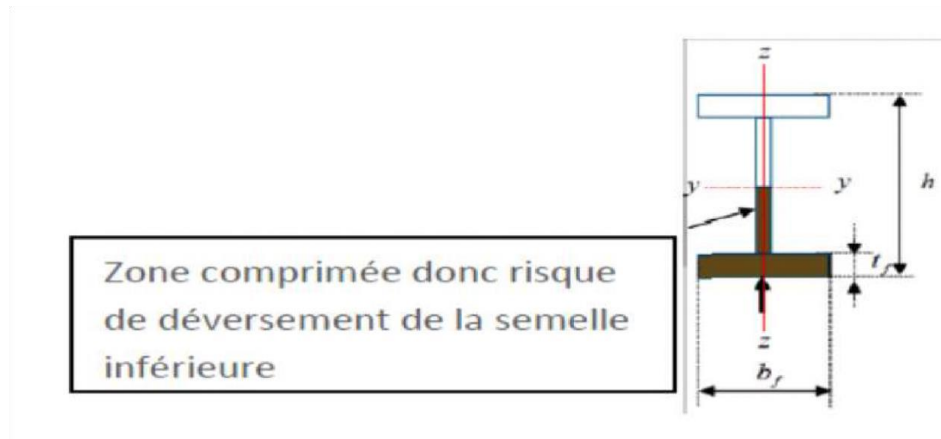 z
y
y
h
t_f
Zone comprimée donc risque
de déversement de la semelle
inférieure
z
b_f